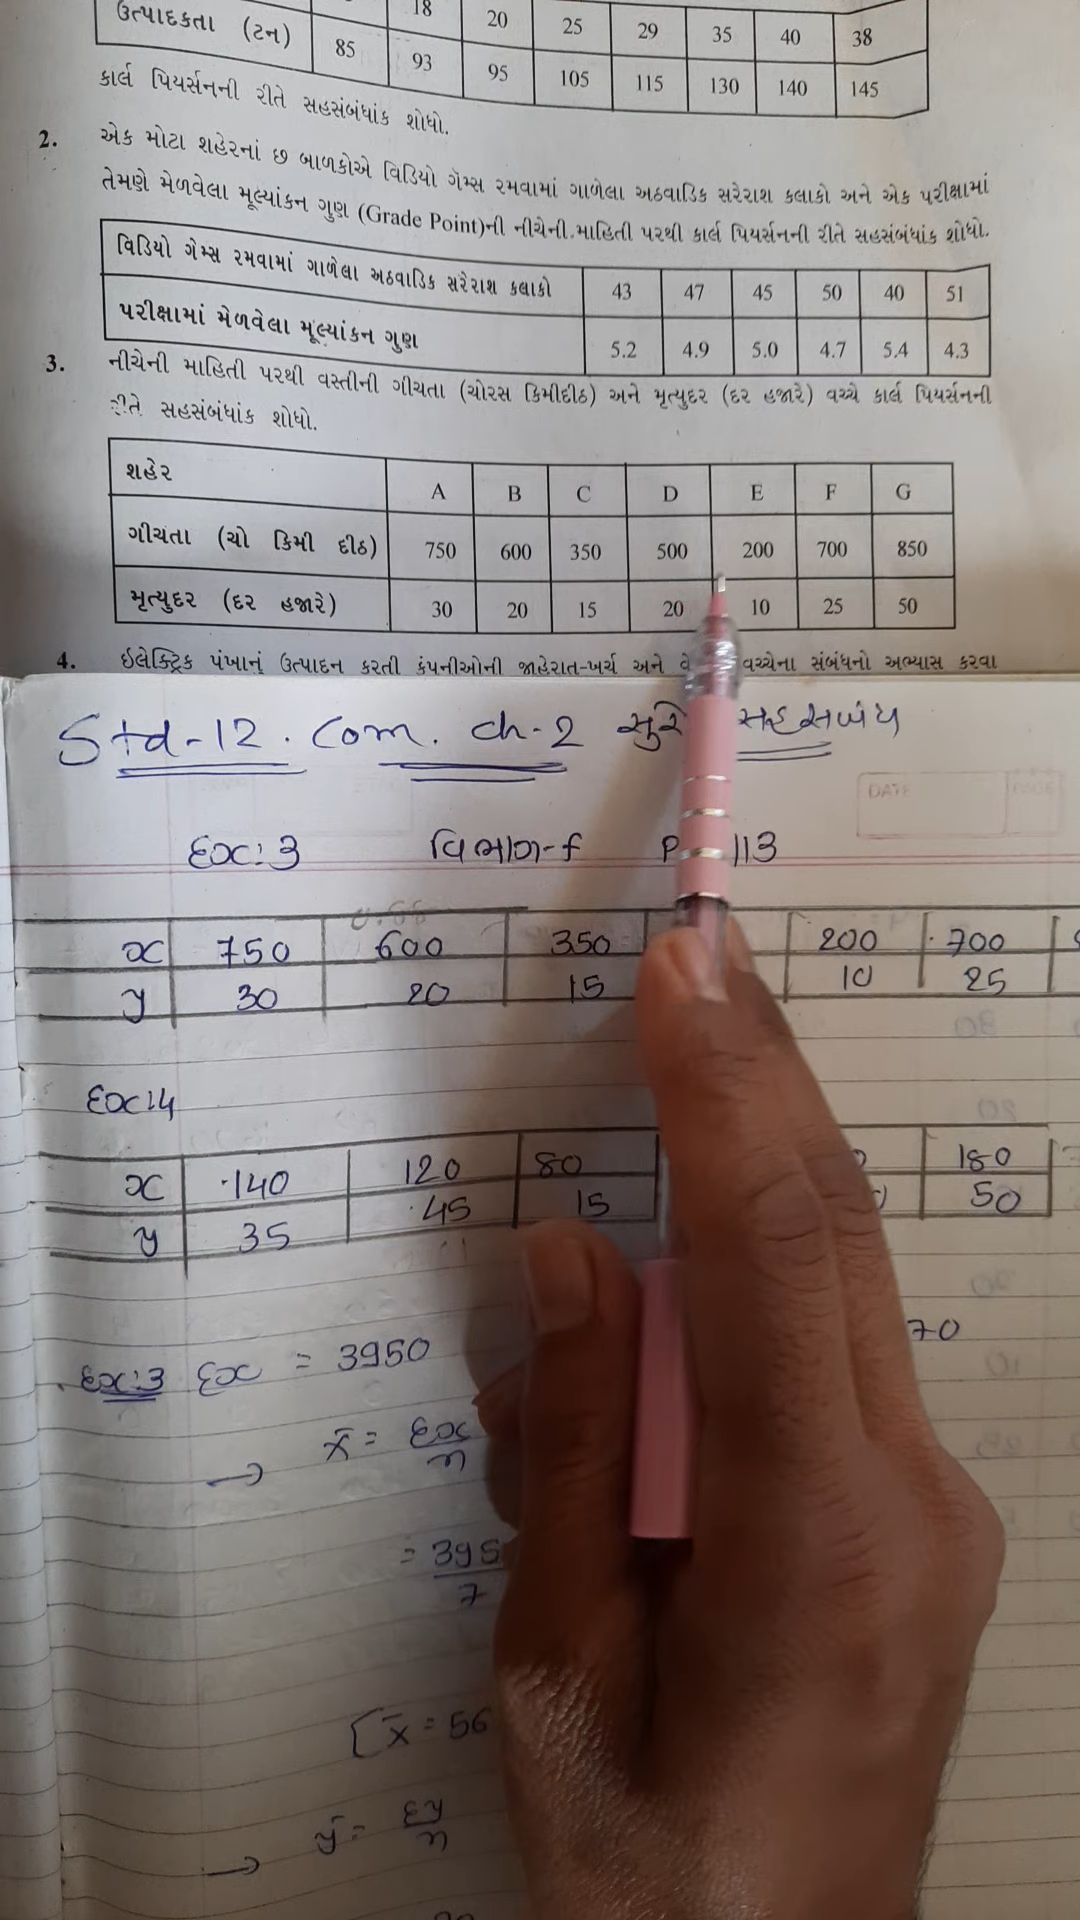 ઉત્પાદકતા (ટન) 18 20 25 29 35 40 38
85 93 95 105 115 130 140 145
કાર્લ પિયર્સનની રીતે સહસંબંધાંક શોધો.
2. એક મોટા શહેરનાં છ બાળકોએ વિડિયો ગૅમ્સ રમવામાં ગાળેલા અઠવાડિક સરેરાશ કલાકો અને એક પરીક્ષામાં
તેમણે મેળવેલા મૂલ્યાંકન ગુણ (Grade Point)ની નીચેની માહિતી પરથી કાર્લ પિયર્સનની રીતે સહસંબંધાંક શોધો.
વિડિયો ગેમ્સ રમવામાં ગાળેલા અઠવાડિક સરેરાશ કલાકો 43 47 45 50 40 51
પરીક્ષામાં મેળવેલા મૂલ્યાંકન ગુણ 5.2 4.9 5.0 4.7 5.4 4.3
3. નીચેની માહિતી પરથી વસ્તીની ગીચતા (ચોરસ કિમીદીઠ) અને મૃત્યુદર (દર હજારે) વચ્ચે કાર્લ પિયર્સનની
રીતે સહસંબંધાંક શોધો.
શહેર A B C D E F G
ગીચતા (ચો કિમી દીઠ) 750 600 350 500 200 700 850
મૃત્યુદર (દર હજારે) 30 20 15 20 10 25 50
4. ઇલેક્ટ્રિક પંખાનું ઉત્પાદન કરતી કંપનીઓની જાહેરાત-ખર્ચ અને વે વચ્ચેના સંબંધનો અભ્યાસ કરવા
Std-12. Com. ch-2 સુરે સહસબંધ
DATE
Ex:3 વિભાગ-f P 113
x 750 600 350 200 700
y 30 20 15 10 25
Ex:4
x 140 120 80 180
y 35 45 15 50
Ex:3 Σx = 3950 70
→ x̄ = Σx/n
= 395/7
[x̄ = 56
→ ȳ = Σy/n